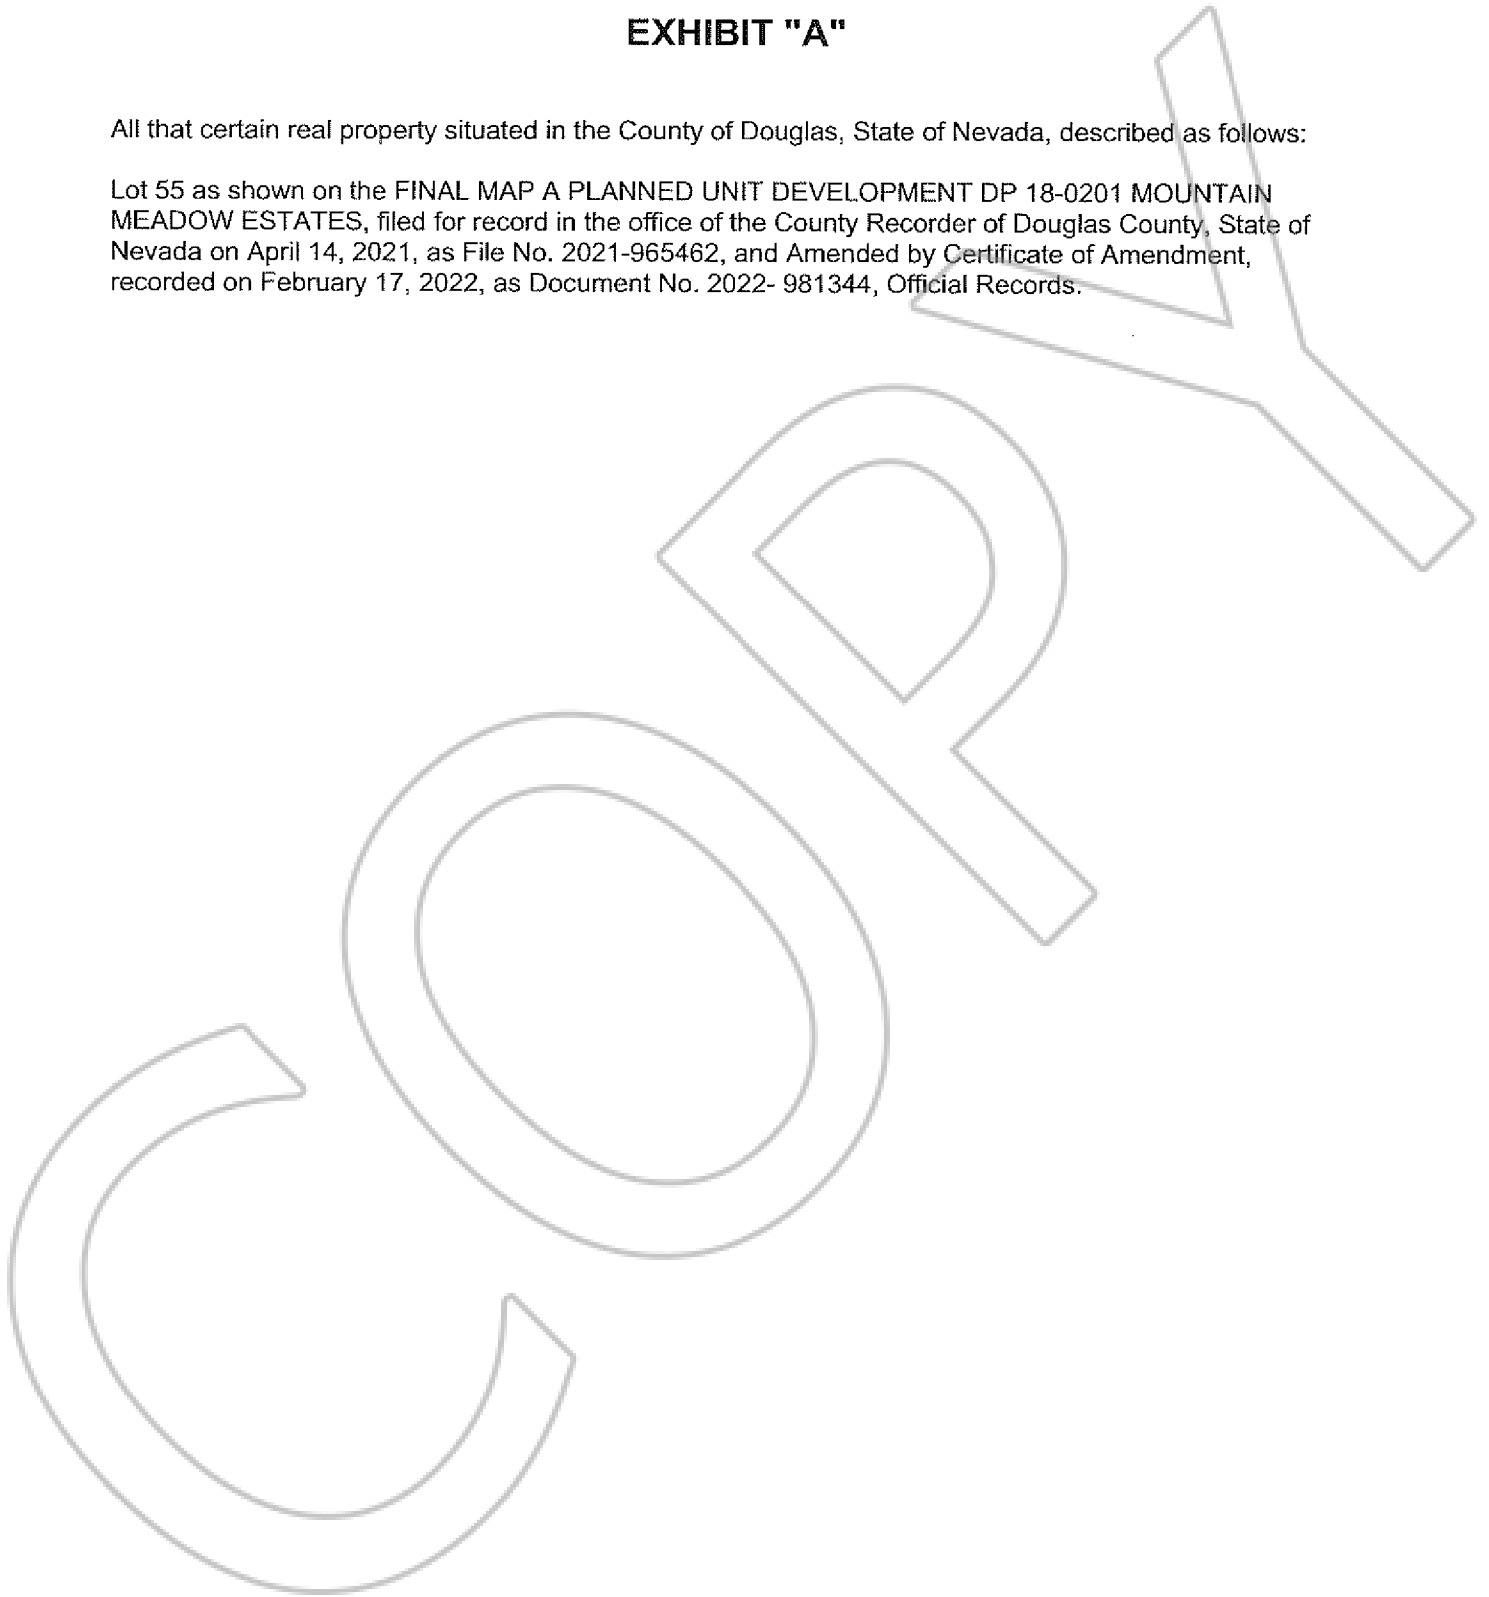 EXHIBIT "A"
All that certain real property situated in the County of Douglas, State of Nevada, described as follows:
Lot 55 as shown on the FINAL MAP A PLANNED UNIT DEVELOPMENT DP 18-0201 MOUNTAIN
MEADOW ESTATES, filed for record in the office of the County Recorder of Douglas County, State of
Nevada on April 14, 2021, as File No. 2021-965462, and Amended by Certificate of Amendment,
recorded on February 17, 2022, as Document No. 2022- 981344, Official Records.
COPY